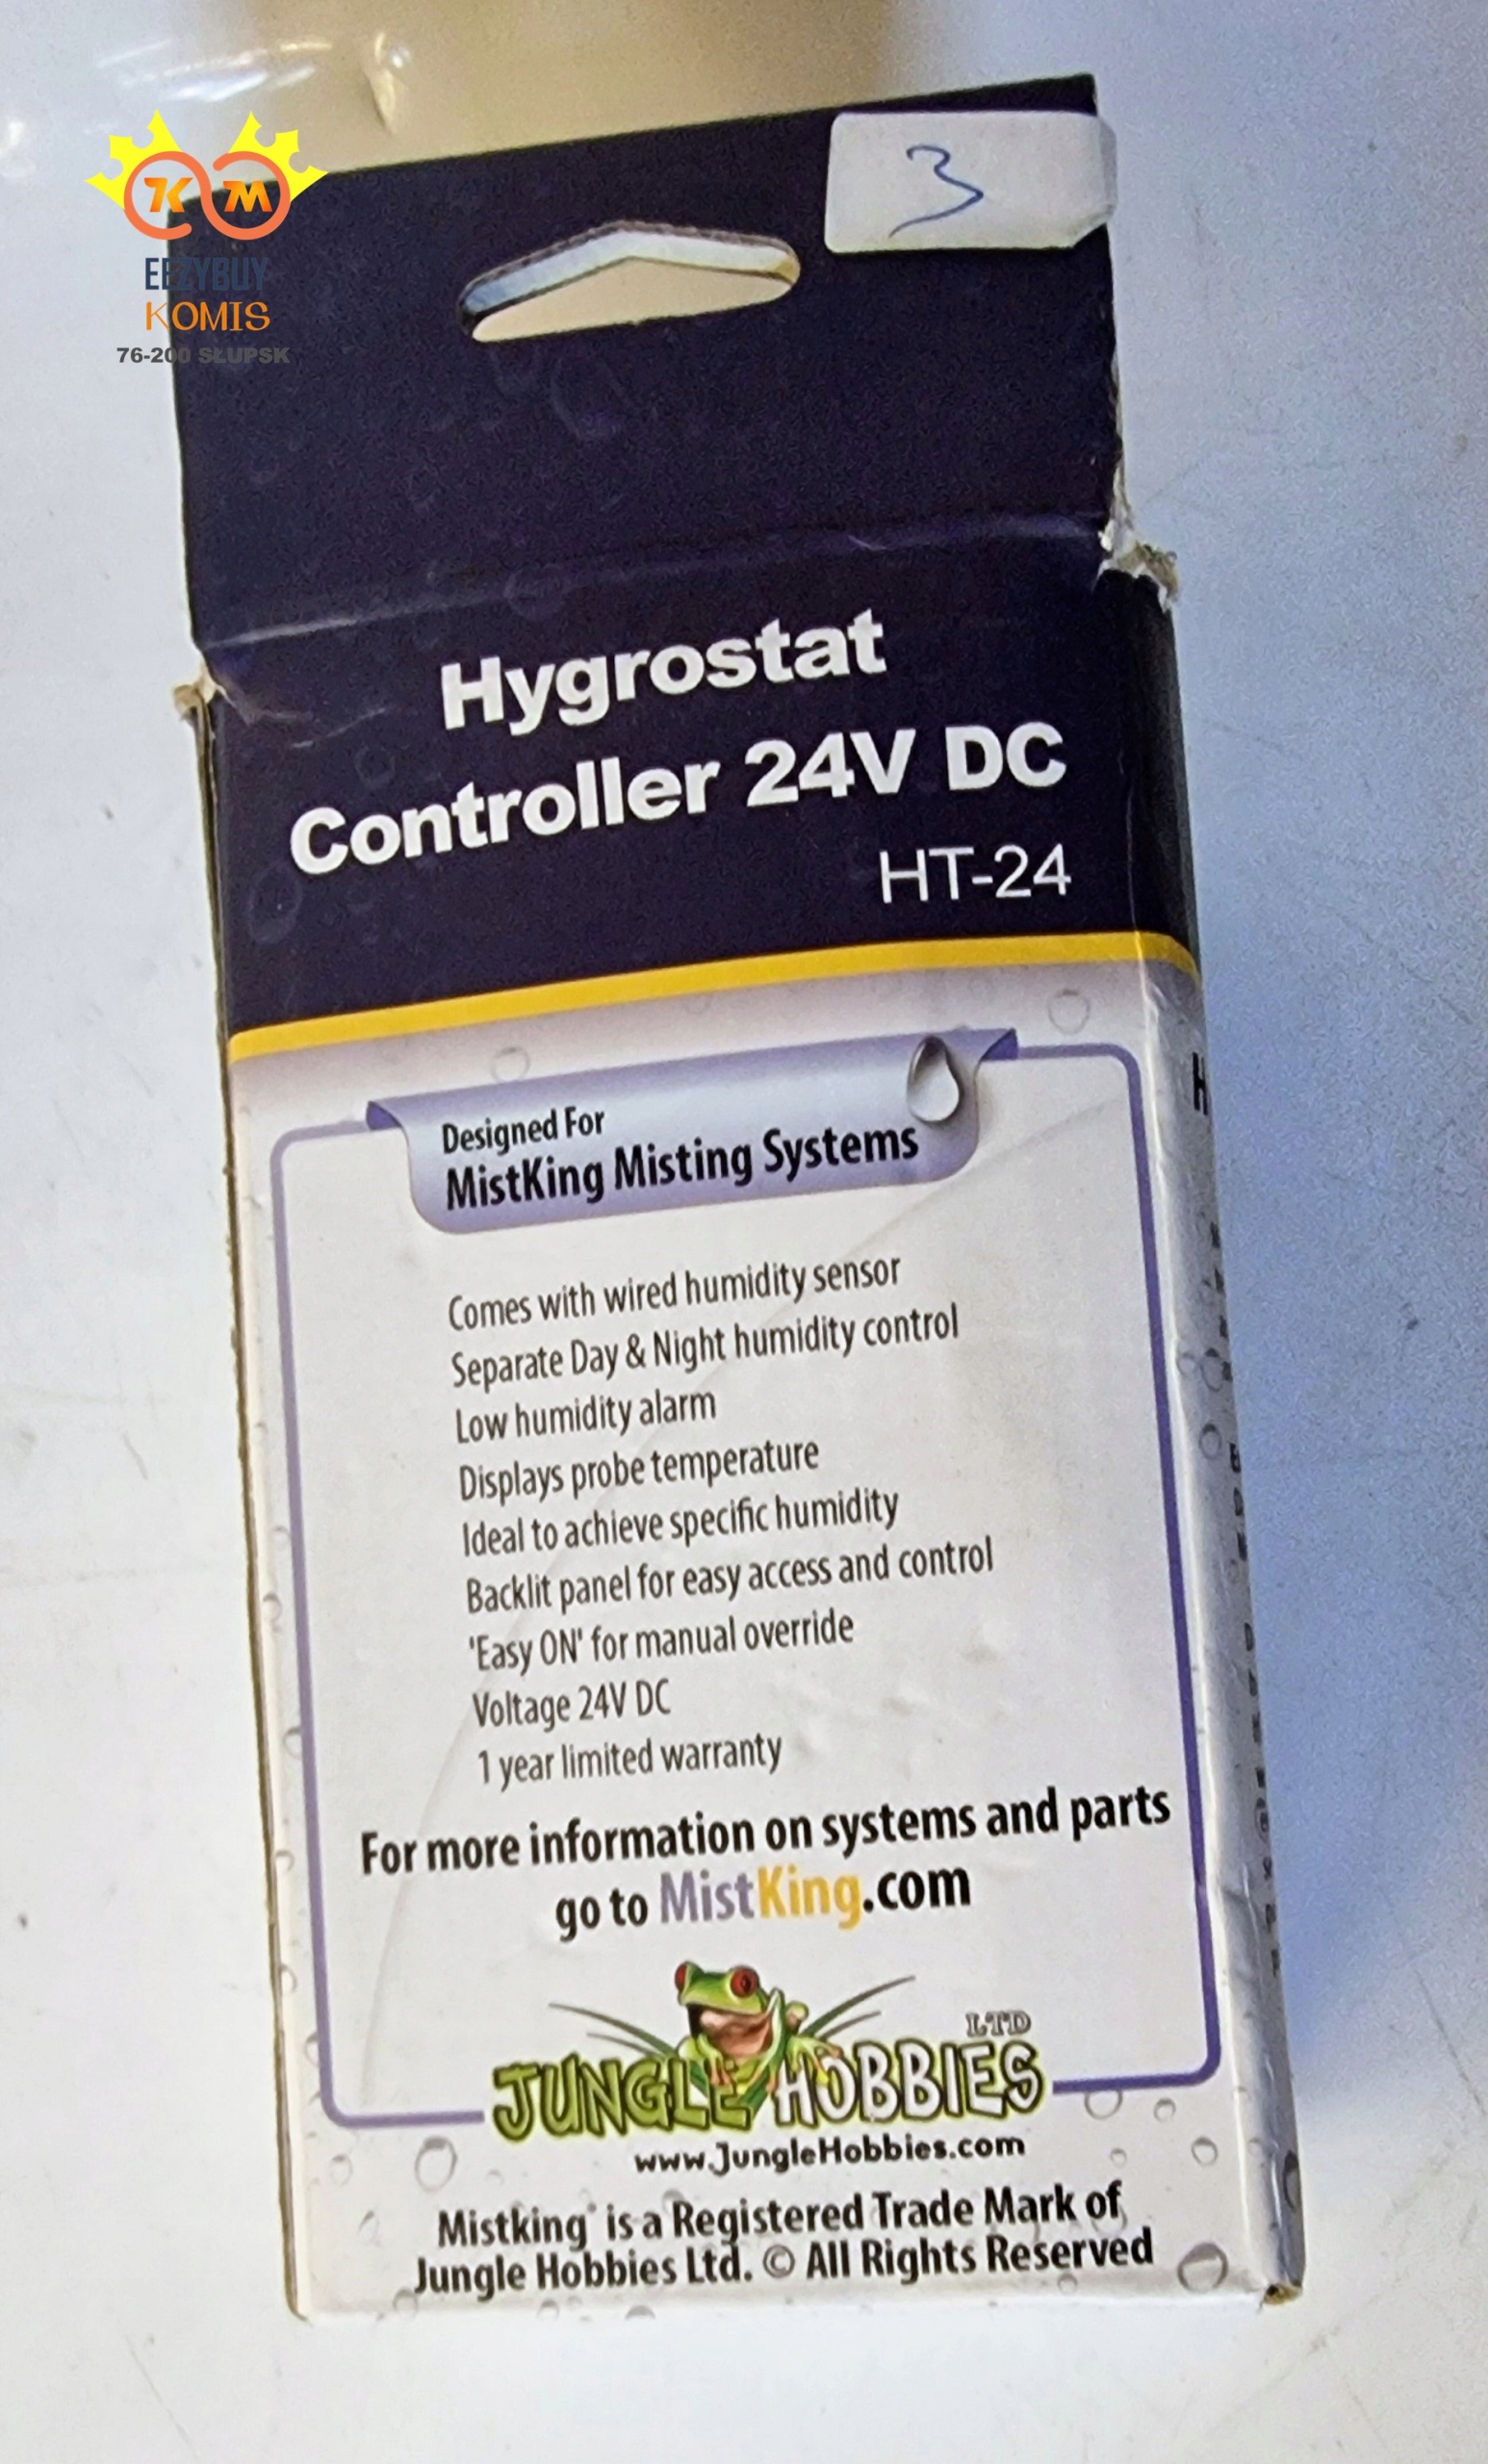 KM
EEZYBUY
KOMIS
76-200 SŁUPSK
3
Hygrostat
Controller 24V DC
HT-24
Designed For
MistKing Misting Systems
Comes with wired humidity sensor
Separate Day & Night humidity control
Low humidity alarm
Displays probe temperature
Ideal to achieve specific humidity
Backlit panel for easy access and control
'Easy ON' for manual override
Voltage 24V DC
1 year limited warranty
For more information on systems and parts
go to MistKing.com
JUNGLE HOBBIES LTD
www.JungleHobbies.com
Mistking® is a Registered Trade Mark of
Jungle Hobbies Ltd. © All Rights Reserved